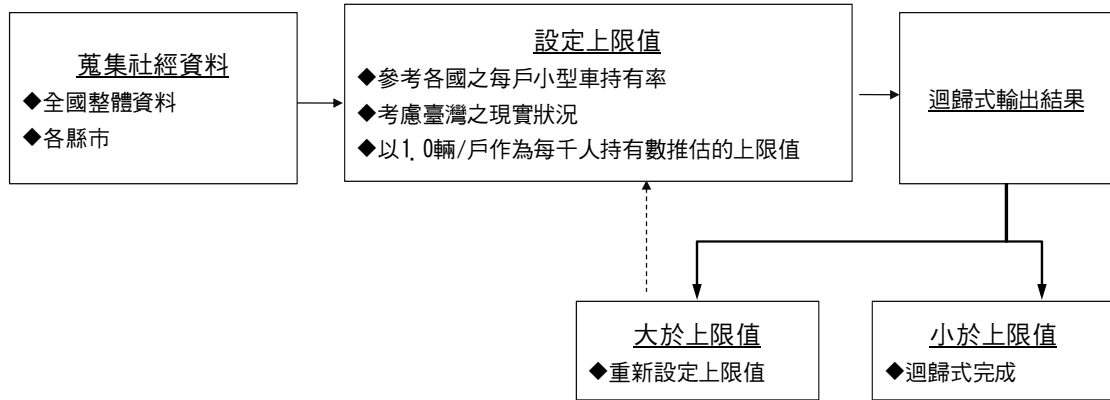 蒐集社經資料
◆全國整體資料
◆各縣市
設定上限值
◆參考各國之每戶小型車持有率
◆考慮臺灣之現實狀況
◆以1.0輛/戶作為每千人持有數推估的上限值
迴歸式輸出結果
大於上限值
◆重新設定上限值
小於上限值
◆迴歸式完成